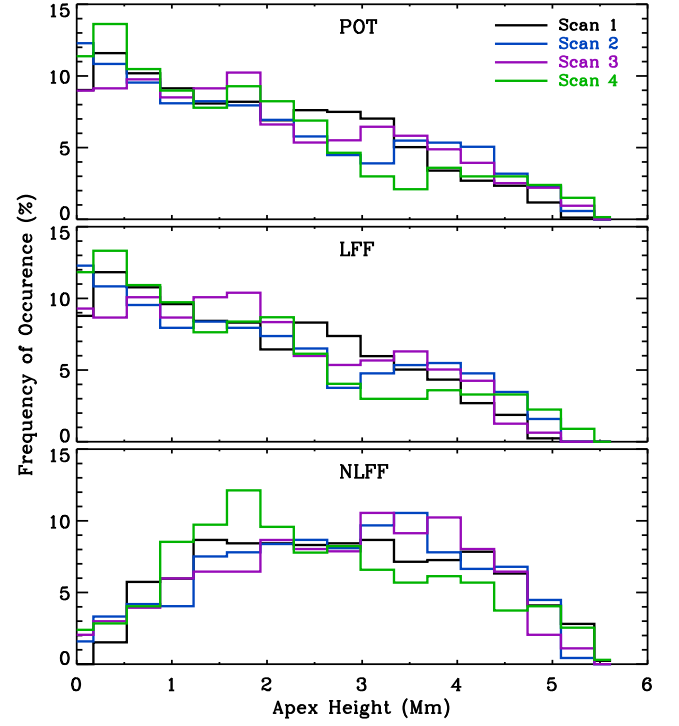 POT
Scan 1
Scan 2
Scan 3
Scan 4
15
10
5
0
LFF
15
10
5
0
NLFF
15
10
5
0
0 1 2 3 4 5 6
Apex Height (Mm)
Frequency of Occurence (%)